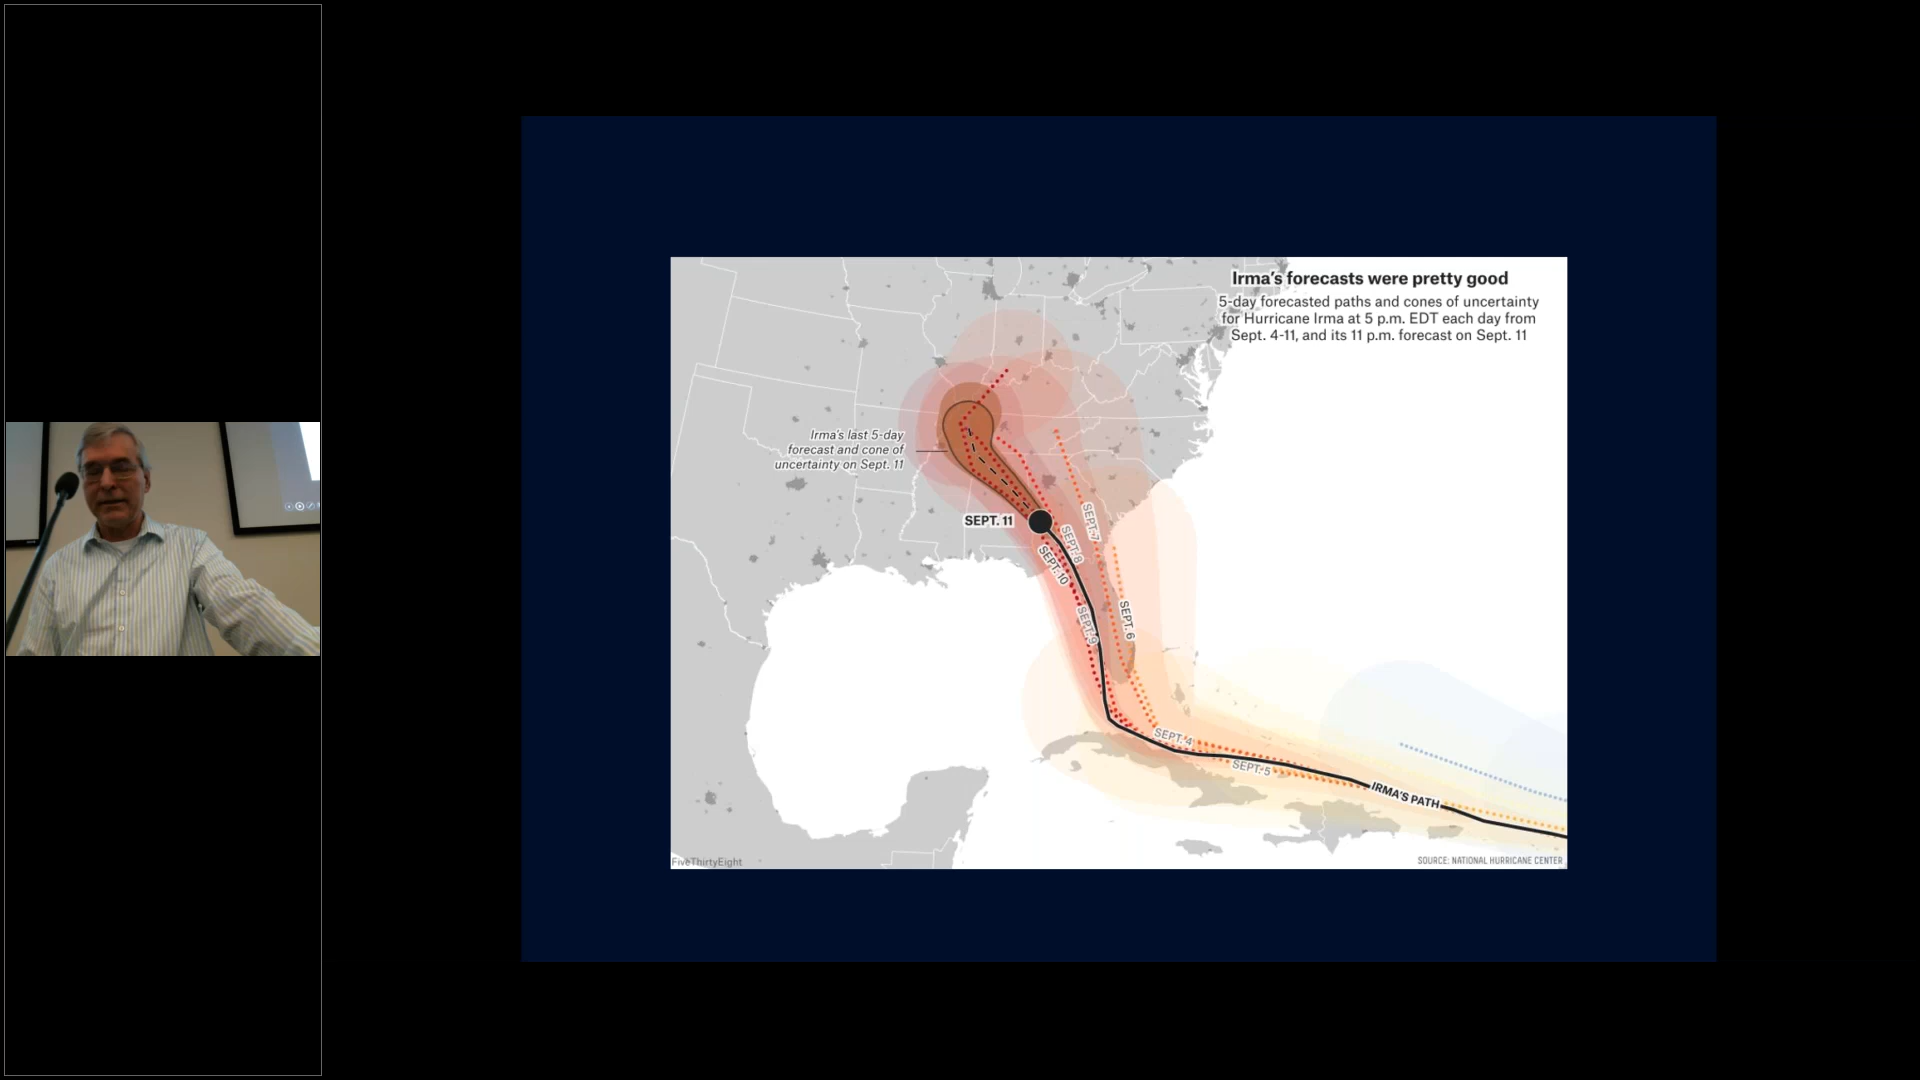 Irma's forecasts were pretty good
5-day forecasted paths and cones of uncertainty
for Hurricane Irma at 5 p.m. EDT each day from
Sept. 4-11, and its 11 p.m. forecast on Sept. 11
Irma's last 5-day
forecast and cone of
uncertainty on Sept. 11
SEPT. 11
SEPT. 7
SEPT. 8
SEPT. 10
SEPT. 9
SEPT. 6
SEPT. 4
SEPT. 5
IRMA'S PATH
FiveThirtyEight
SOURCE: NATIONAL HURRICANE CENTER